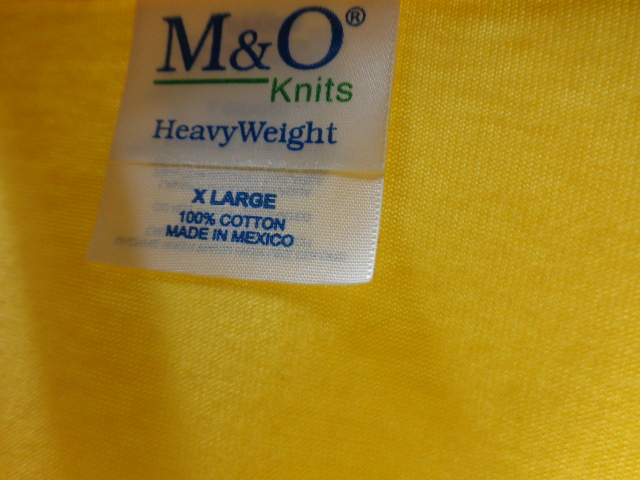 M&O®
Knits
HeavyWeight
X LARGE
100% COTTON
MADE IN MEXICO